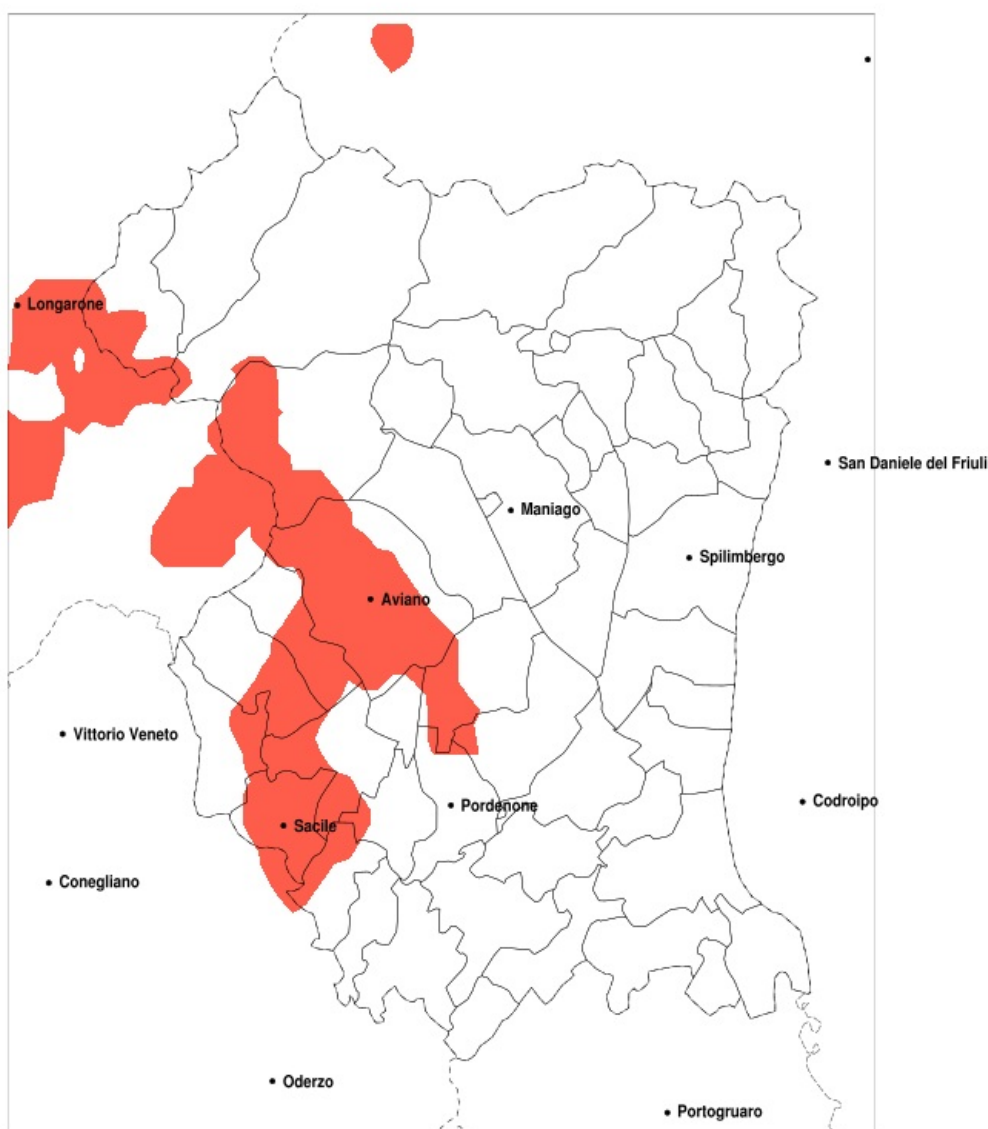 Longarone
San Daniele del Friuli
Maniago
Spilimbergo
Aviano
Vittorio Veneto
Codroipo
Pordenone
Sacile
Conegliano
Oderzo
Portogruaro